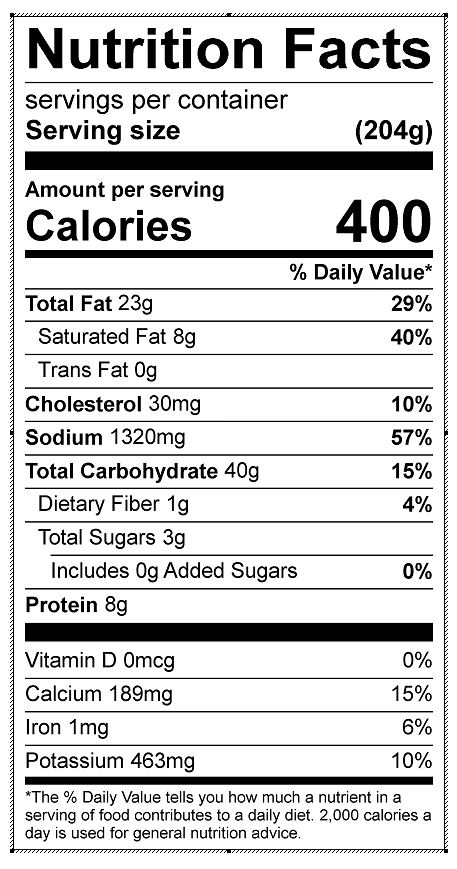 Nutrition Facts
servings per container
Serving size (204g)
Amount per serving
Calories 400
% Daily Value*
Total Fat 23g 29%
Saturated Fat 8g 40%
Trans Fat 0g
Cholesterol 30mg 10%
Sodium 1320mg 57%
Total Carbohydrate 40g 15%
Dietary Fiber 1g 4%
Total Sugars 3g
Includes 0g Added Sugars 0%
Protein 8g
Vitamin D 0mcg 0%
Calcium 189mg 15%
Iron 1mg 6%
Potassium 463mg 10%
*The % Daily Value tells you how much a nutrient in a
serving of food contributes to a daily diet. 2,000 calories a
day is used for general nutrition advice.